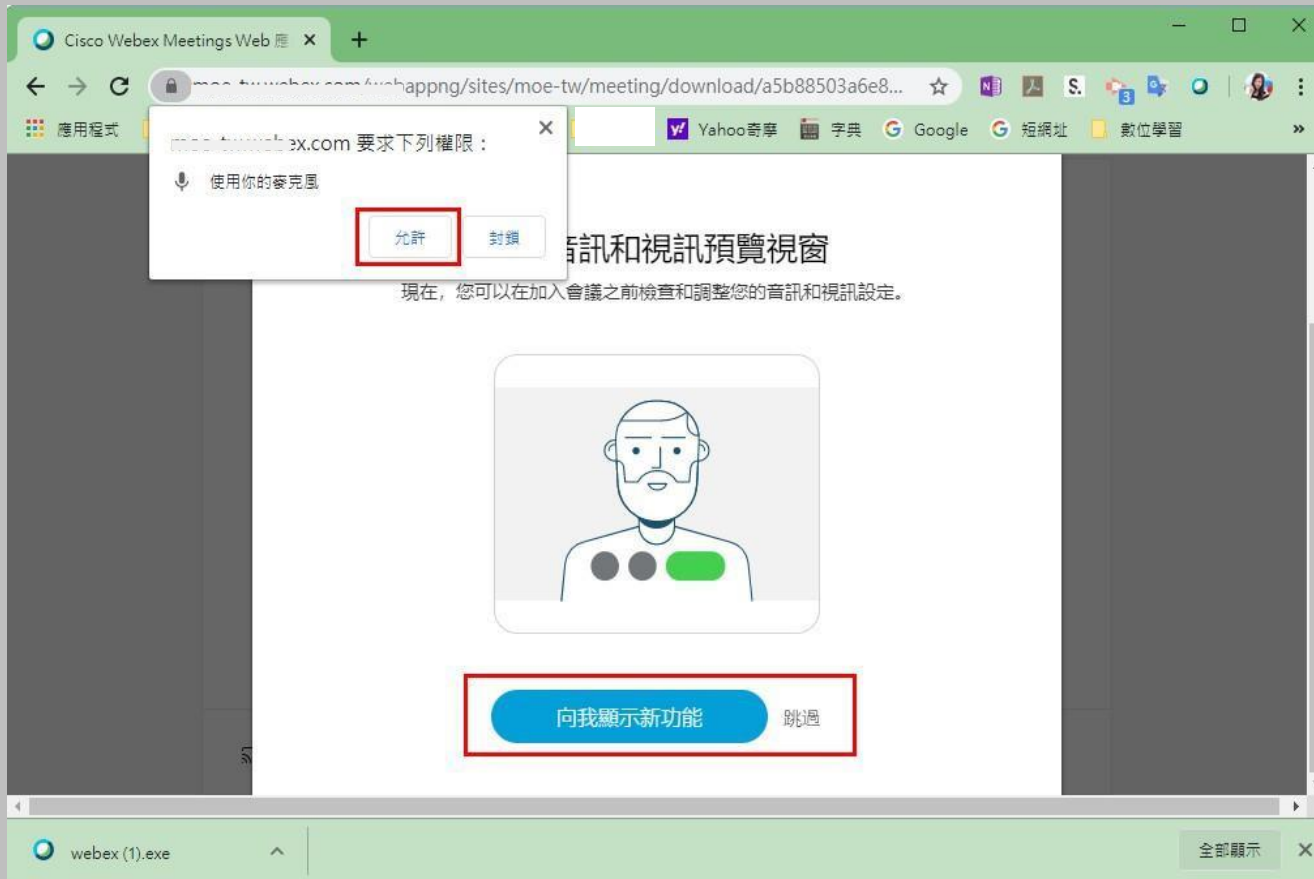 Cisco Webex Meetings Web 應
webex.com/webappng/sites/moe-tw/meeting/download/a5b88503a6e8...
應用程式
Yahoo奇摩 字典 Google 短網址 數位學習 »
ex.com 要求下列權限：
使用你的麥克風
允許 封鎖
音訊和視訊預覽視窗
現在，您可以在加入會議之前檢查和調整您的音訊和視訊設定。
向我顯示新功能 跳過
webex (1).exe
全部顯示